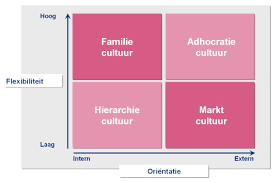 Hoog
Familie
cultuur
Adhocratie
cultuur
Flexibiliteit
Hierarchie
cultuur
Markt
cultuur
Laag
Intern
Extern
Oriëntatie